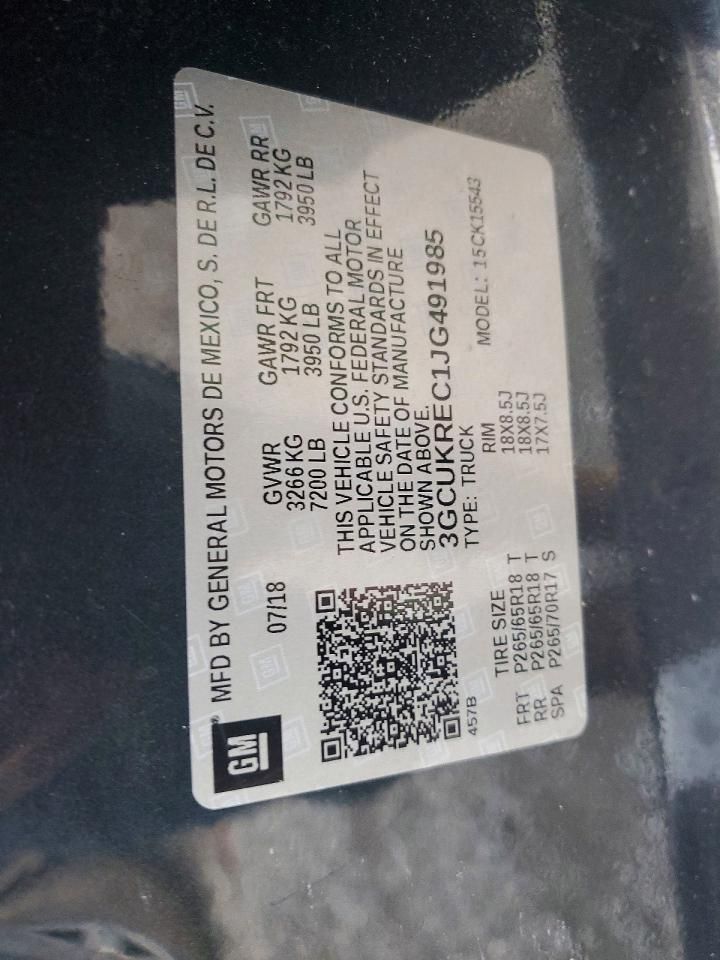 GM
MFD BY GENERAL MOTORS DE MEXICO, S. DE R.L. DE C.V.
07/18
GVWR GAWR FRT GAWR RR
3266 KG 1792 KG 1792 KG
7200 LB 3950 LB 3950 LB
THIS VEHICLE CONFORMS TO ALL
APPLICABLE U.S. FEDERAL MOTOR
VEHICLE SAFETY STANDARDS IN EFFECT
ON THE DATE OF MANUFACTURE
SHOWN ABOVE.
3GCUKREC1JG491985
457B
TYPE: TRUCK
MODEL: 15CK15543
TIRE SIZE RIM
FRT P265/65R18 T 18X8.5J
RR P265/65R18 T 18X8.5J
SPA P265/70R17 S 17X7.5J